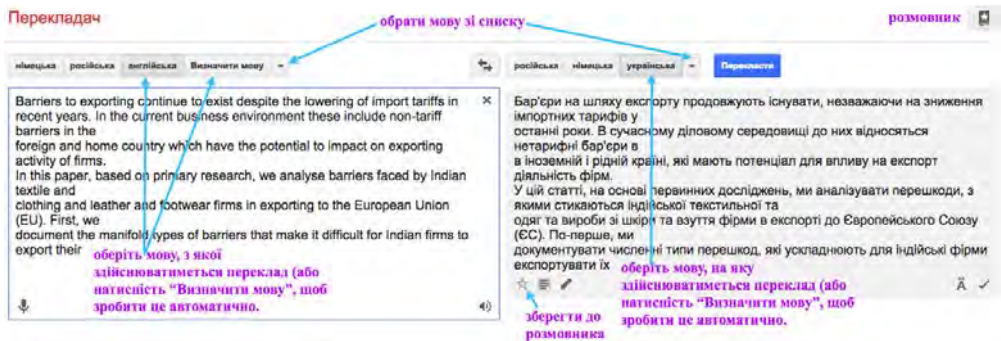 Перекладач
обрати мову зі списку
розмовник
німецька російська англійська Визначити мову
російська німецька українська Перекласти
Barriers to exporting continue to exist despite the lowering of import tariffs in
recent years. In the current business environment these include non-tariff
barriers in the
foreign and home country which have the potential to impact on exporting
activity of firms.
In this paper, based on primary research, we analyse barriers faced by Indian
textile and
clothing and leather and footwear firms in exporting to the European Union
(EU). First, we
document the manifold types of barriers that make it difficult for Indian firms to
export their
оберіть мову, з якої
здійснюватиметься переклад (або
натисність “Визначити мову”, щоб
зробити це автоматично.
Бар'єри на шляху експорту продовжують існувати, незважаючи на зниження
імпортних тарифів у
останні роки. В сучасному діловому середовищі до них відносяться
нетарифні бар'єри в
в іноземній і рідній країні, які мають потенціал для впливу на експорт
діяльність фірм.
У цій статті, на основі первинних досліджень, ми аналізувати перешкоди, з
якими стикаються індійської текстильної та
одяг та вироби зі шкіри та взуття фірми в експорті до Європейського Союзу
(ЄС). По-перше, ми
документувати численні типи перешкод, які ускладнюють для індійські фірми
експортувати їх
оберіть мову, на яку
здійснюватиметься переклад (або
натисність “Визначити мову”, щоб
зробити це автоматично.
зберегти до
розмовника
Ä